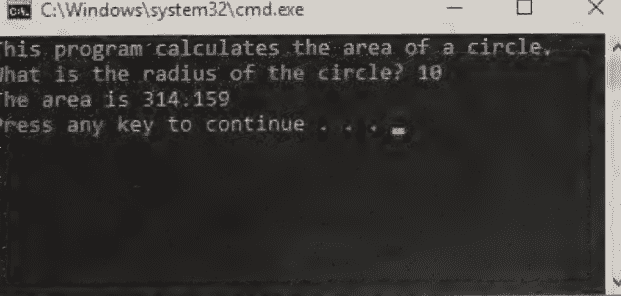 C:\Windows\system32\cmd.exe
This program calculates the area of a circle.
What is the radius of the circle? 10
The area is 314.159
Press any key to continue . . .